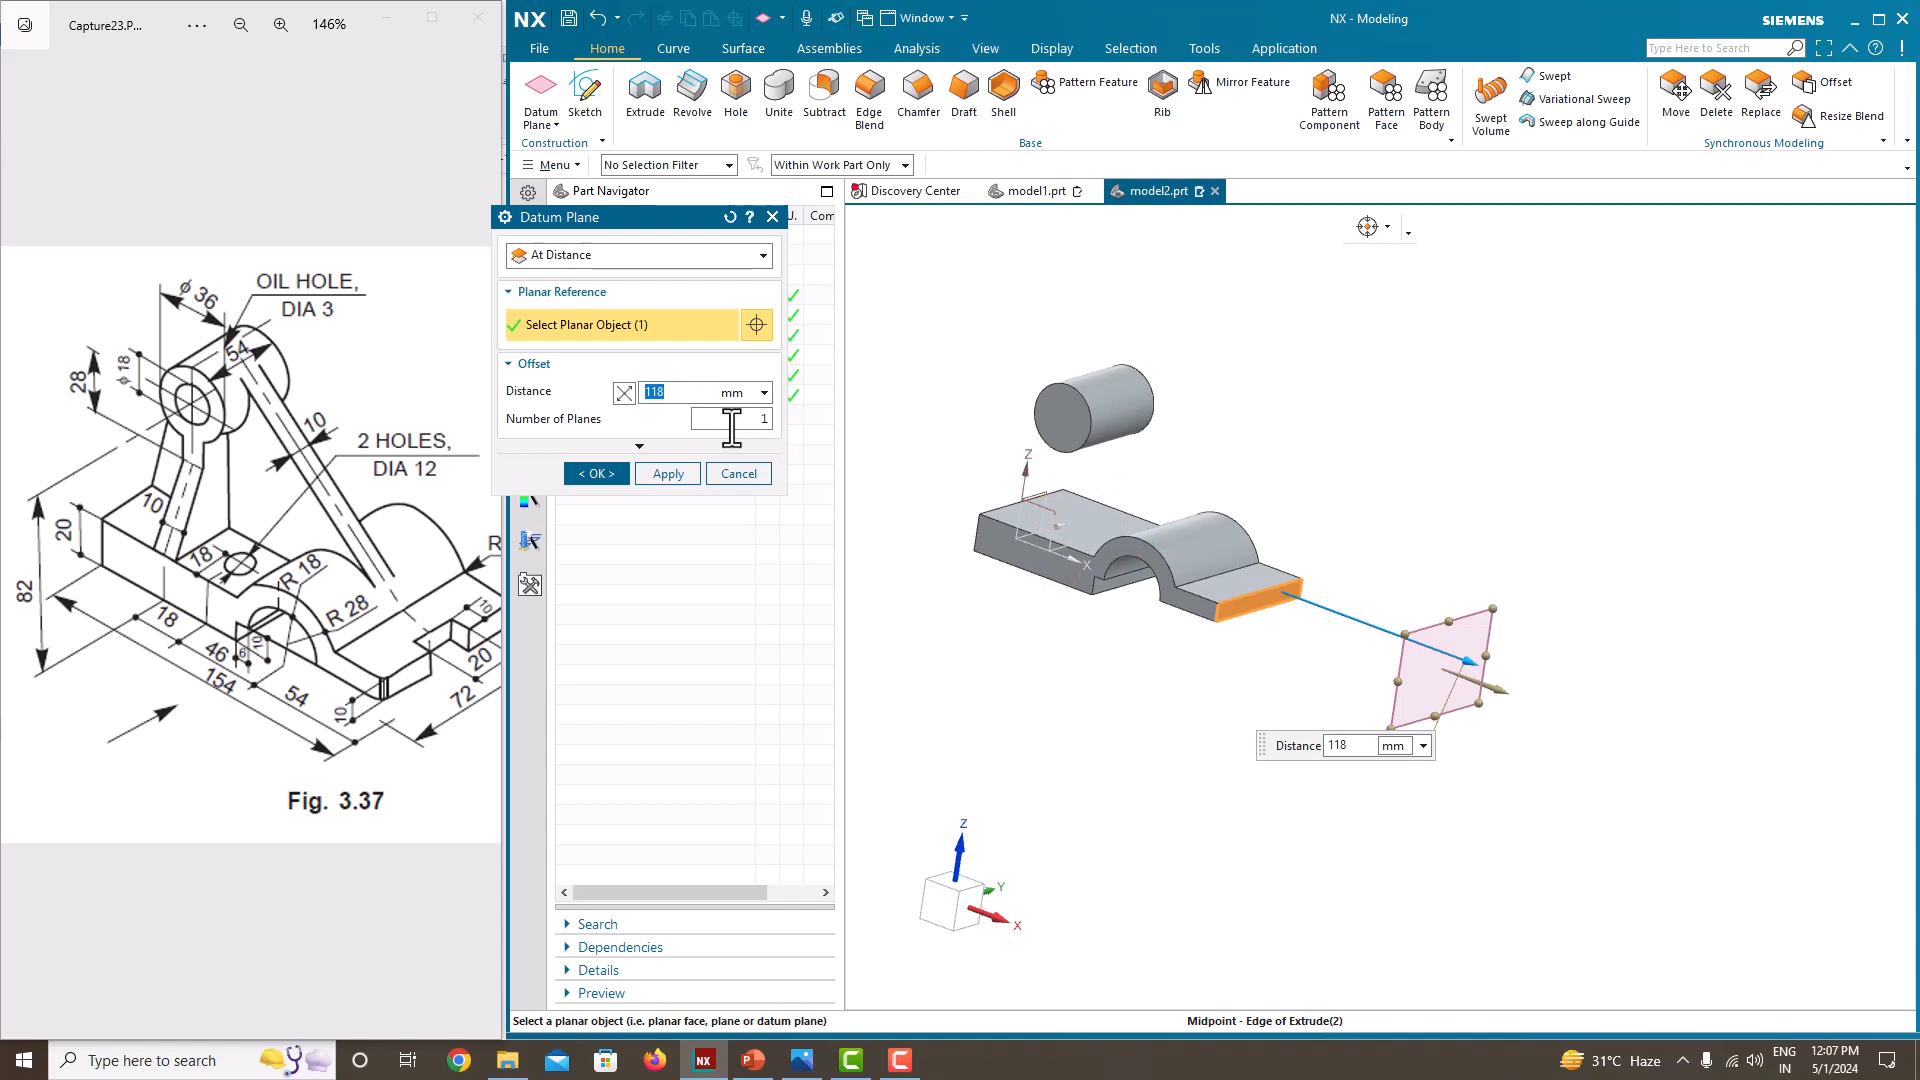 Capture23.P...
146%
NX
Window
NX - Modeling
SIEMENS
File
Home
Curve
Surface
Assemblies
Analysis
View
Display
Selection
Tools
Application
Type Here to Search
Datum
Plane
Sketch
Extrude
Revolve
Hole
Unite
Subtract
Edge
Blend
Chamfer
Draft
Shell
Pattern Feature
Rib
Mirror Feature
Pattern
Component
Pattern
Face
Pattern
Body
Swept
Volume
Swept
Variational Sweep
Sweep along Guide
Move
Delete
Replace
Offset
Resize Blend
Construction
Base
Synchronous Modeling
Menu
No Selection Filter
Within Work Part Only
Part Navigator
Discovery Center
model1.prt
model2.prt
Datum Plane
U.
Com
At Distance
Planar Reference
Select Planar Object (1)
Offset
Distance
118
mm
Number of Planes
1
< OK >
Apply
Cancel
OIL HOLE,
DIA 3
ϕ 36
54
28
ϕ 18
10
2 HOLES,
DIA 12
10
20
18
R 18
R
82
R 28
10
18
46
6
10
20
154
54
72
10
Fig. 3.37
Z
X
Distance 118 mm
Z
Y
X
Search
Dependencies
Details
Preview
Select a planar object (i.e. planar face, plane or datum plane)
Midpoint - Edge of Extrude(2)
Type here to search
NX
31°C Haze
ENG
IN
12:07 PM
5/1/2024